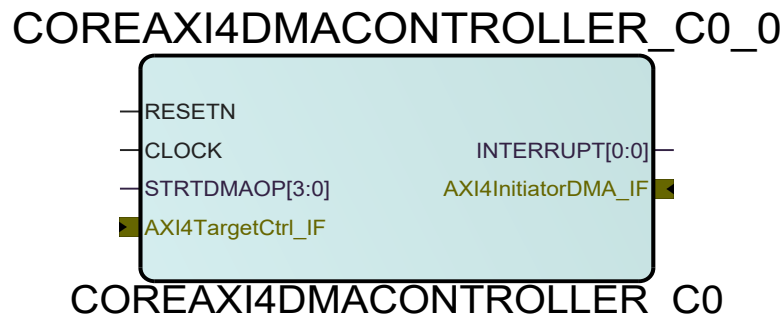 COREAXI4DMACONTROLLER_C0_0
RESETN
CLOCK
INTERRUPT[0:0]
STRTDMAOP[3:0]
AXI4InitiatorDMA_IF
AXI4TargetCtrl_IF
COREAXI4DMACONTROLLER_C0